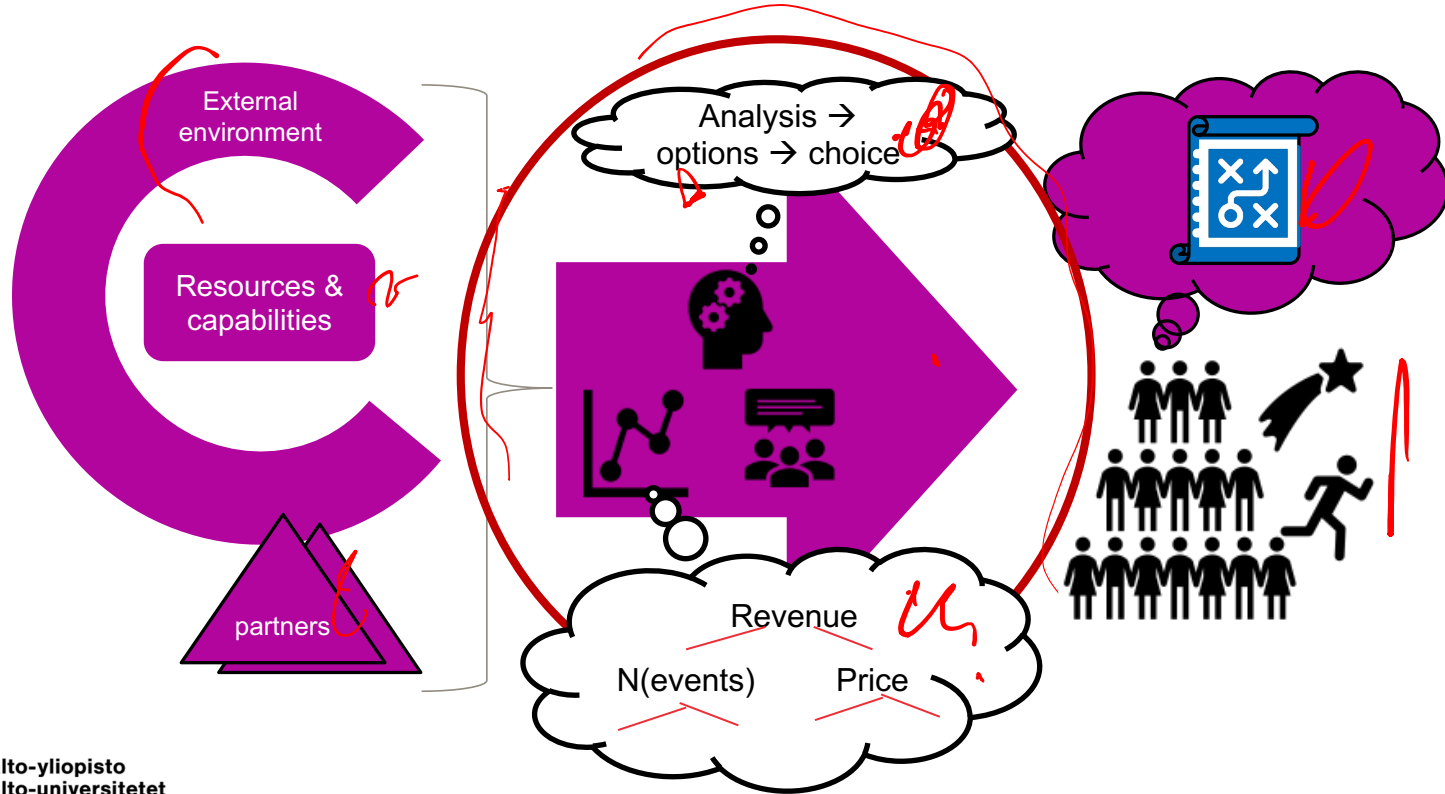 External
environment
Resources &
capabilities
partners
Analysis →
options → choice
Revenue
N(events)
Price
lto-yliopisto
lto-universitetet